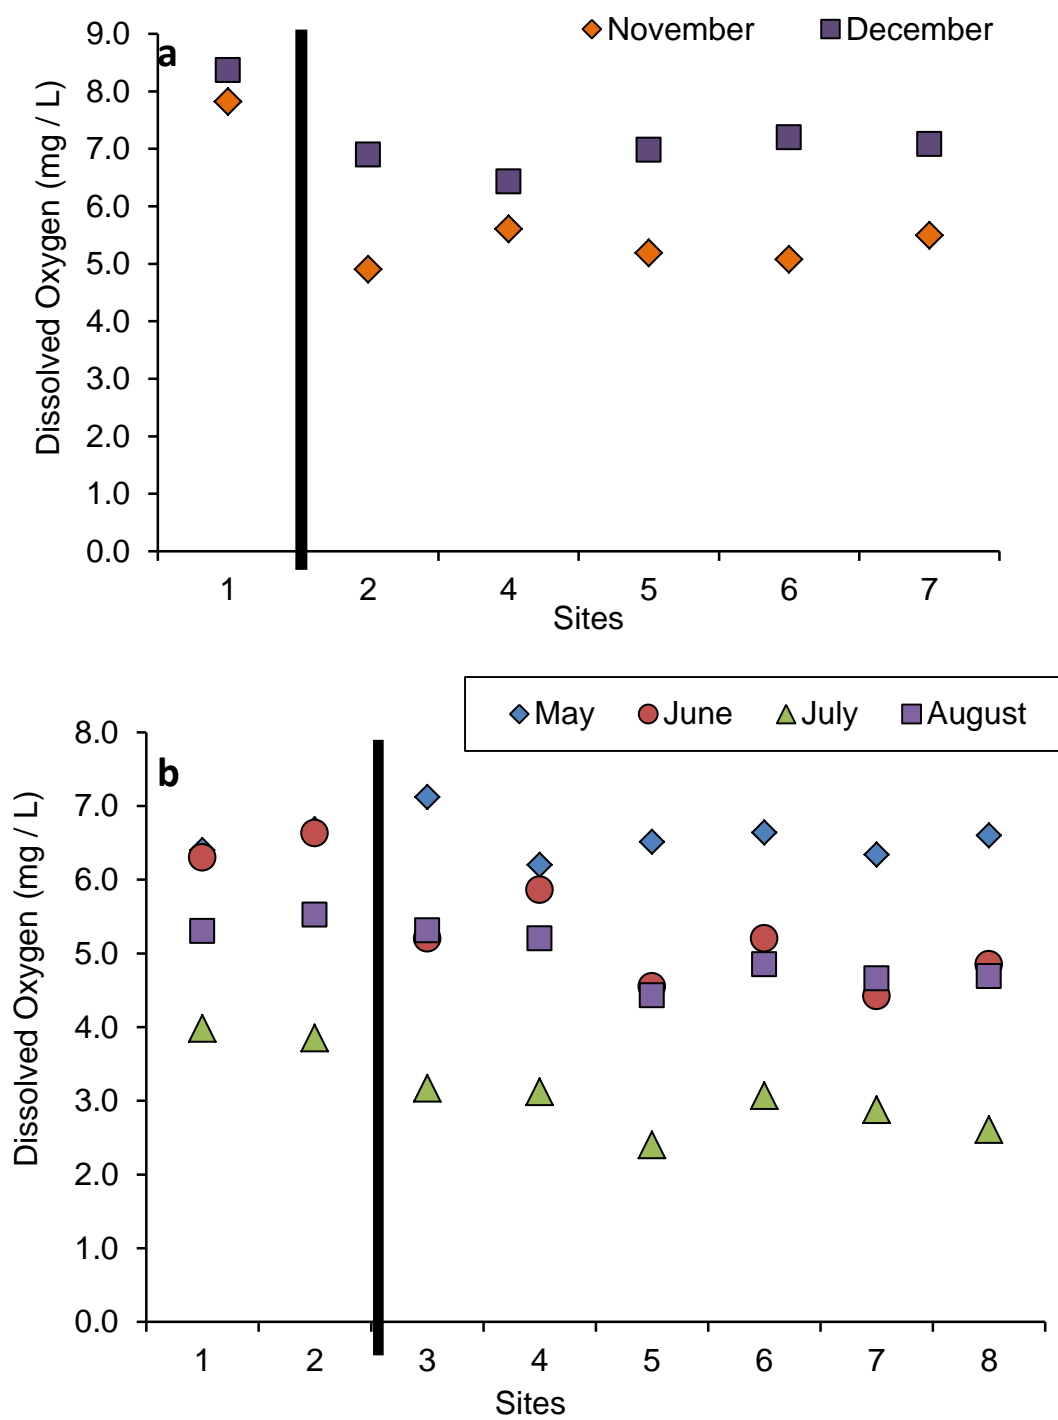 November December
9.0
a
8.0
7.0
6.0
5.0
4.0
3.0
2.0
1.0
0.0
Dissolved Oxygen (mg / L)
1 2 4 5 6 7
Sites
May June July August
8.0
b
7.0
6.0
5.0
4.0
3.0
2.0
1.0
0.0
Dissolved Oxygen (mg / L)
1 2 3 4 5 6 7 8
Sites